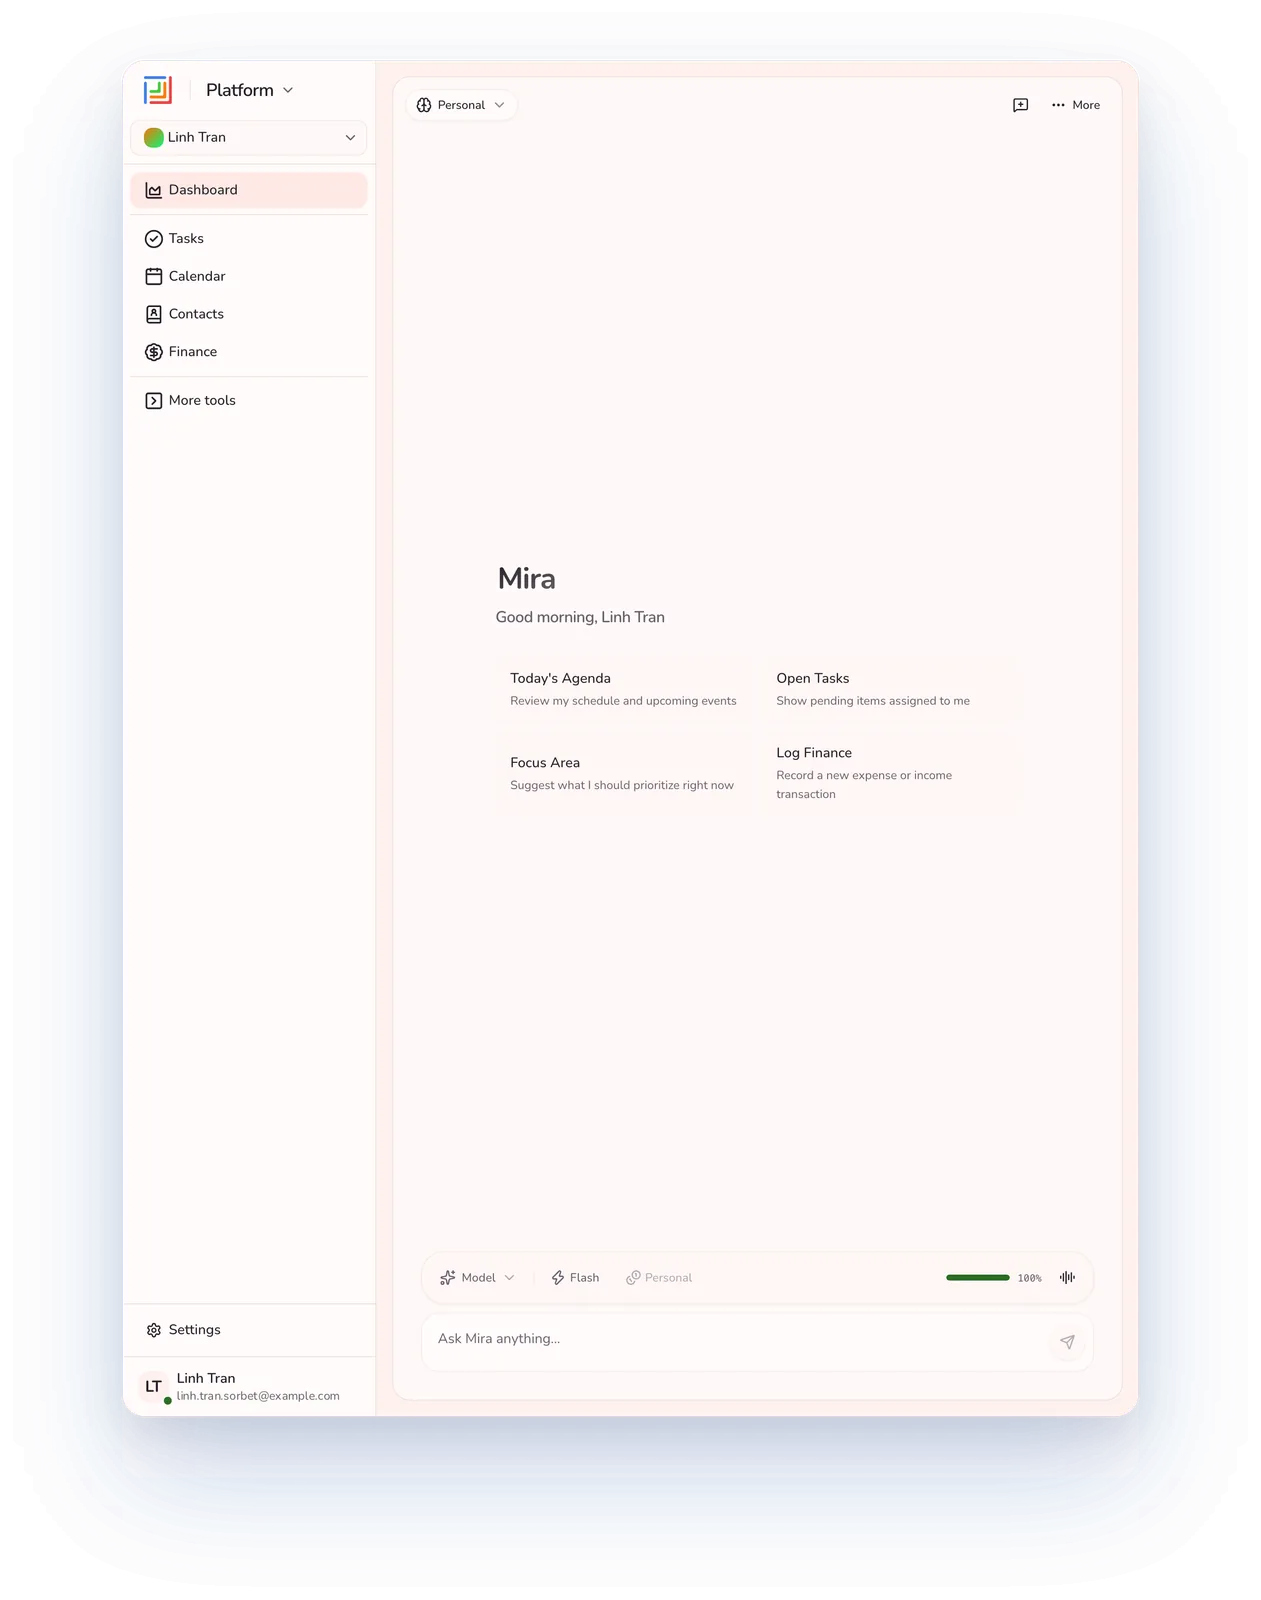 Platform
Linh Tran
Dashboard
Tasks
Calendar
Contacts
Finance
More tools
Settings
LT
Linh Tran
linh.tran.sorbet@example.com
Personal
More
Mira
Good morning, Linh Tran
Today's Agenda
Review my schedule and upcoming events
Open Tasks
Show pending items assigned to me
Focus Area
Suggest what I should prioritize right now
Log Finance
Record a new expense or income
transaction
Model
Flash
Personal
100%
Ask Mira anything...